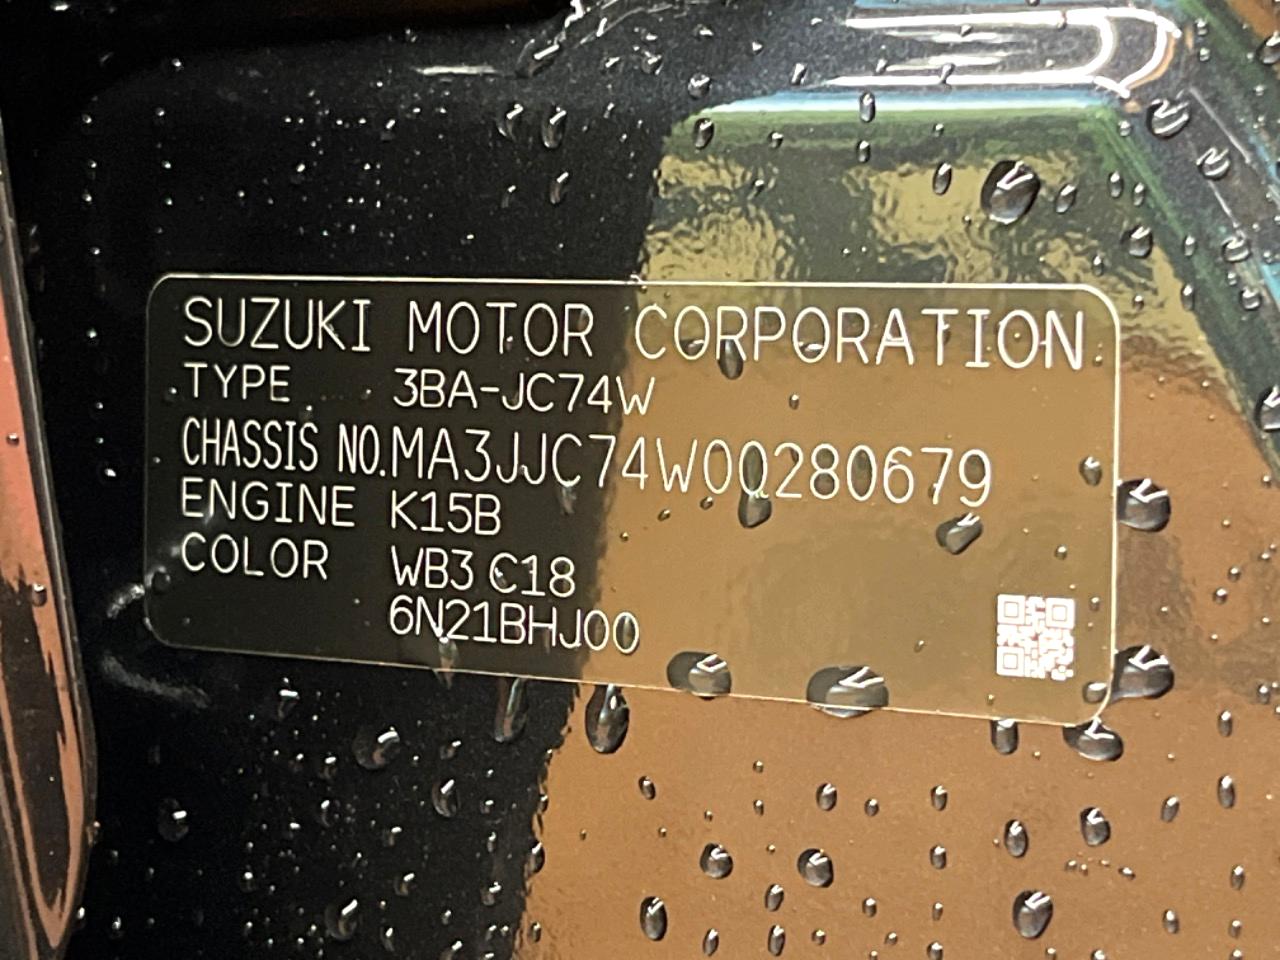 SUZUKI MOTOR CORPORATION
TYPE 3BA-JC74W
CHASSIS NO. MA3JJC74W00280679
ENGINE K15B
COLOR WB3 C18
6N21BHJ00